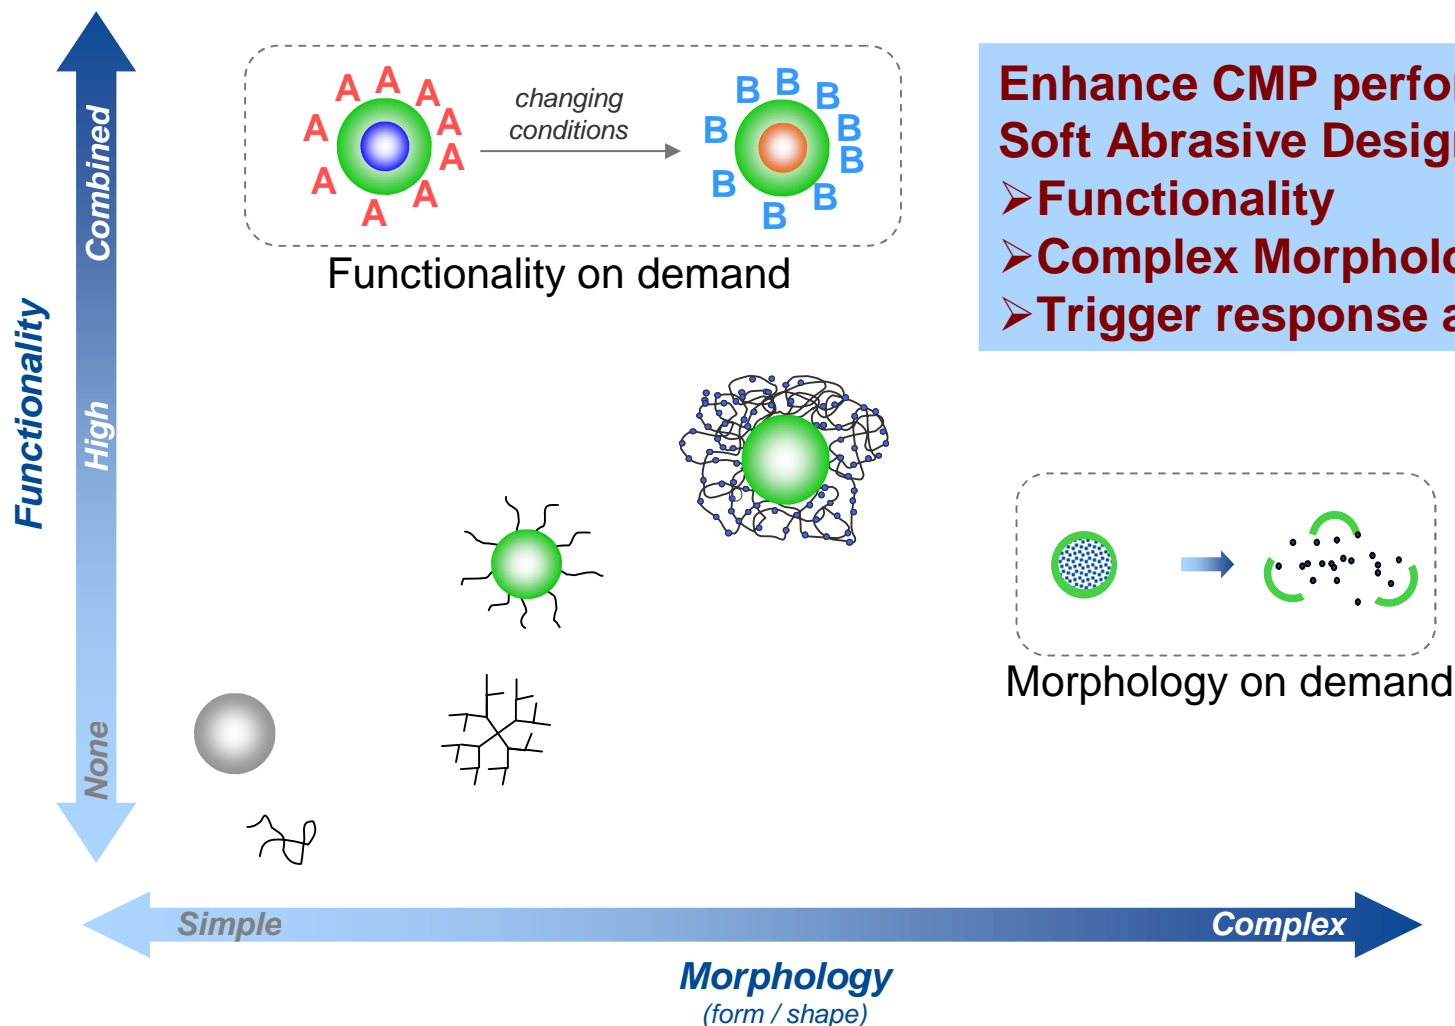 Combined
High
None
Functionality
A A A A A A A A A A
changing
conditions
B B B B B B B B B B
Functionality on demand
Enhance CMP perfor
Soft Abrasive Desig
➢Functionality
➢Complex Morpholo
➢Trigger response a
Morphology on demand
Simple
Complex
Morphology
(form / shape)